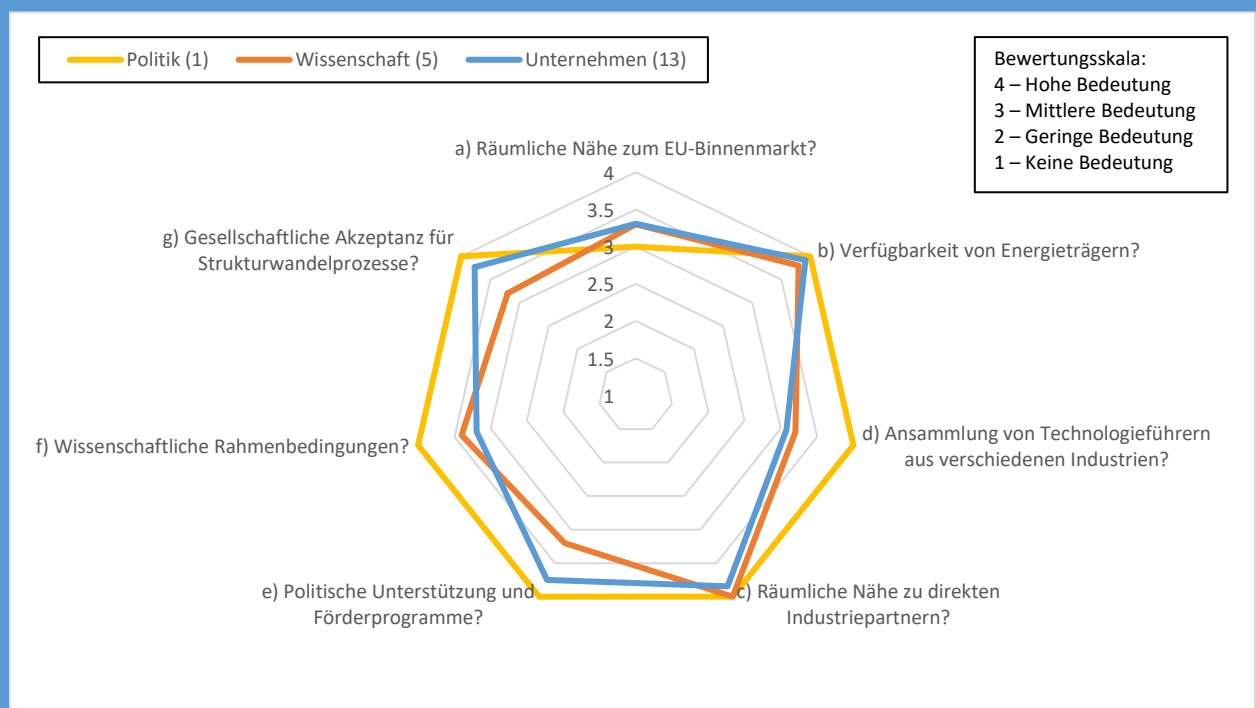 Politik (1)
Wissenschaft (5)
Unternehmen (13)
Bewertungsskala:
4 – Hohe Bedeutung
3 – Mittlere Bedeutung
2 – Geringe Bedeutung
1 – Keine Bedeutung
a) Räumliche Nähe zum EU-Binnenmarkt?
4
3.5
3
2.5
2
1.5
1
g) Gesellschaftliche Akzeptanz für
Strukturwandelprozesse?
b) Verfügbarkeit von Energieträgern?
f) Wissenschaftliche Rahmenbedingungen?
d) Ansammlung von Technologieführern
aus verschiedenen Industrien?
e) Politische Unterstützung und
Förderprogramme?
c) Räumliche Nähe zu direkten
Industriepartnern?